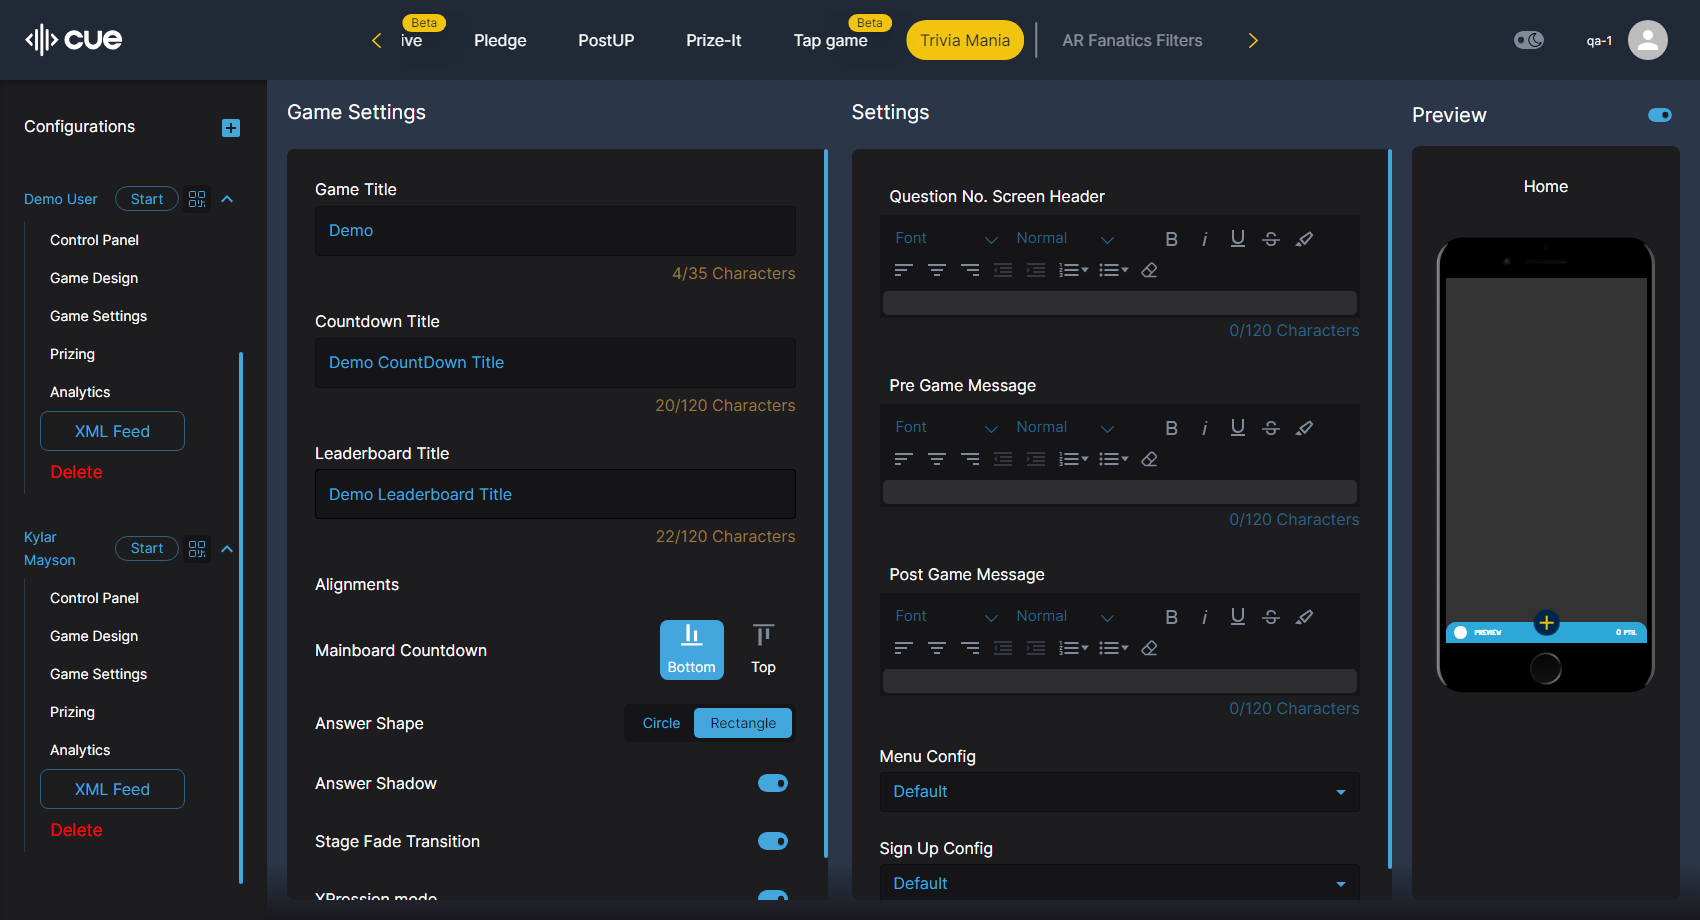 cue
Beta
ive
Pledge
PostUP
Prize-It
Beta
Tap game
Trivia Mania
AR Fanatics Filters
qa-1
Configurations
Demo User
Start
Control Panel
Game Design
Game Settings
Prizing
Analytics
XML Feed
Delete
Kylar
Mayson
Start
Control Panel
Game Design
Game Settings
Prizing
Analytics
XML Feed
Delete
Game Settings
Game Title
Demo
4/35 Characters
Countdown Title
Demo CountDown Title
20/120 Characters
Leaderboard Title
Demo Leaderboard Title
22/120 Characters
Alignments
Mainboard Countdown
Bottom
Top
Answer Shape
Circle
Rectangle
Answer Shadow
Stage Fade Transition
XPression mode
Settings
Question No. Screen Header
Font
Normal
B i U S
0/120 Characters
Pre Game Message
Font
Normal
B i U S
0/120 Characters
Post Game Message
Font
Normal
B i U S
0/120 Characters
Menu Config
Default
Sign Up Config
Default
Preview
Home
PREVIEW
0 PTS.